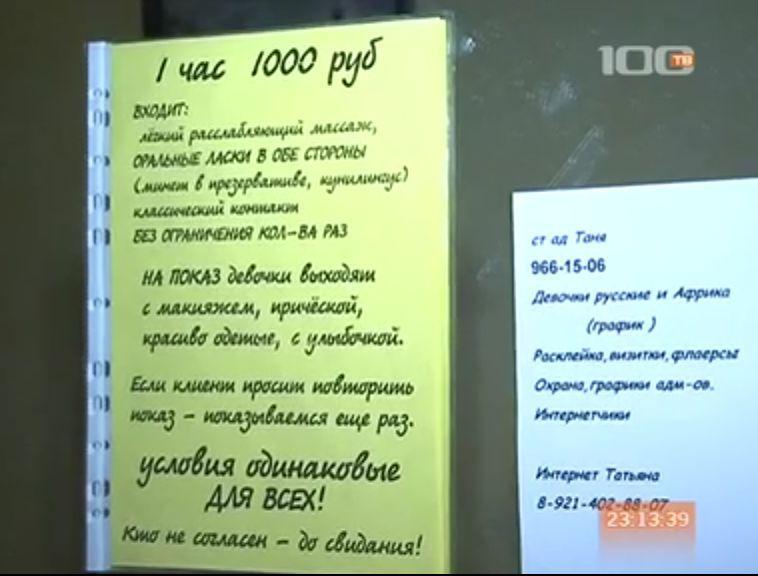 1 час 1000 руб
ВХОДИТ:
лёгкий расслабляющий массаж,
ОРАЛЬНЫЕ ЛАСКИ В ОБЕ СТОРОНЫ
(минет в презервативе, кунилингус)
классический контакт
БЕЗ ОГРАНИЧЕНИЯ КОЛ-ВА РАЗ
НА ПОКАЗ девочки выходят
с макияжем, причёской,
красиво одетые, с улыбочкой.
Если клиент просит повторить
показ – показываемся еще раз.
условия одинаковые
ДЛЯ ВСЕХ!
Кто не согласен – до свидания!
100 ТВ
ст ад Таня
966-15-06
Девочки русские и Африка
(график )
Расклейка,визитки,флаерсы
Охрана,графики адм-ов.
Интернетчики
Интернет Татьяна
8-921-402-88-07
23:13:39